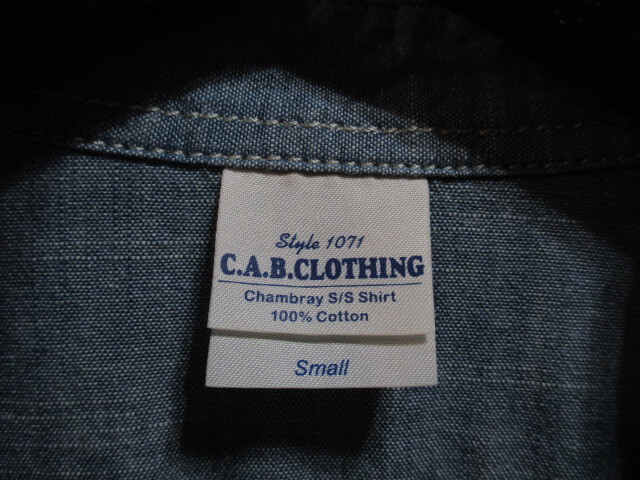 Style 1071
C.A.B.CLOTHING
Chambray S/S Shirt
100% Cotton
Small